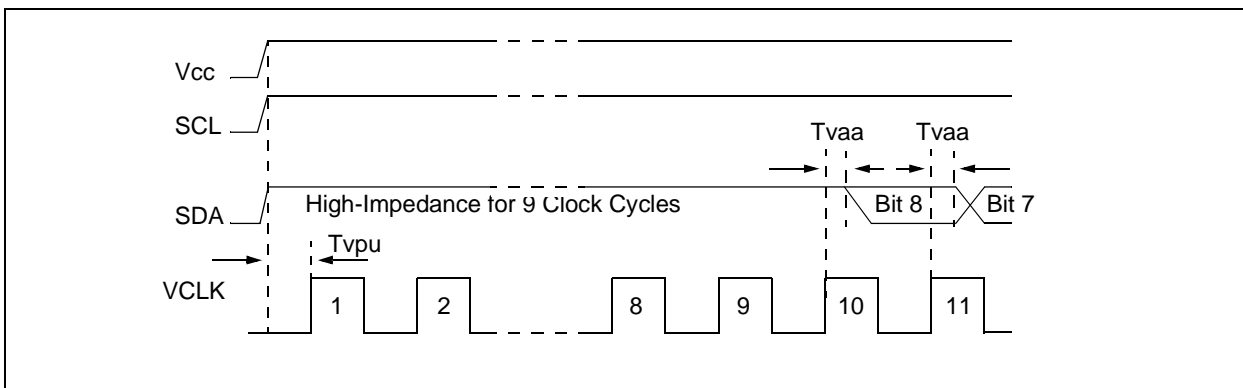 Vcc
SCL
Tvaa Tvaa
SDA
High-Impedance for 9 Clock Cycles
Bit 8 Bit 7
Tvpu
VCLK
1 2 8 9 10 11